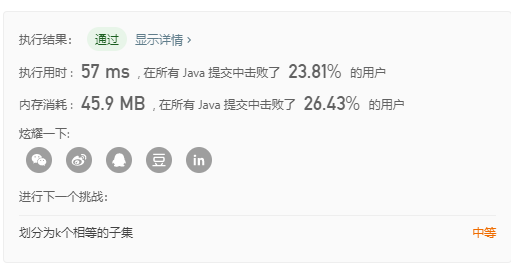 执行结果： 通过 显示详情 ›
执行用时： 57 ms , 在所有 Java 提交中击败了 23.81% 的用户
内存消耗： 45.9 MB , 在所有 Java 提交中击败了 26.43% 的用户
炫耀一下:
豆 in
进行下一个挑战：
划分为k个相等的子集 中等